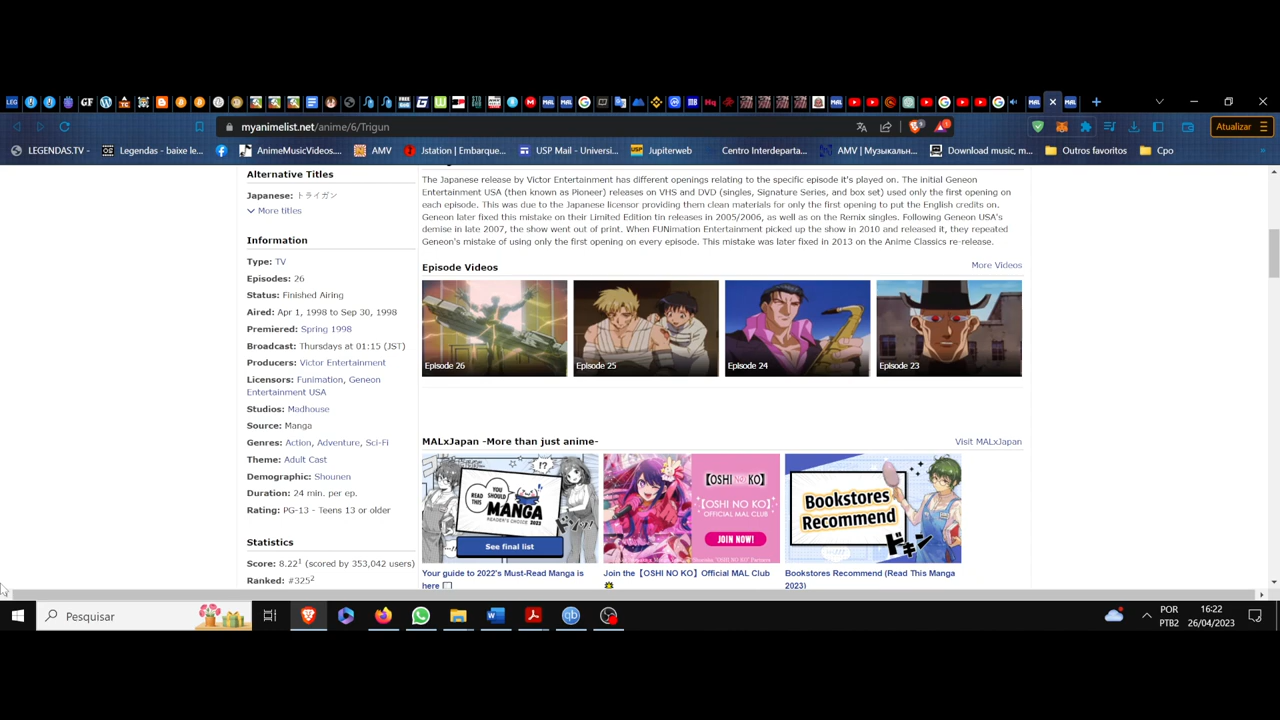 myanimelist.net/anime/6/Trigun
Atualizar
LEGENDAS.TV -
Legendas - baixe le...
AnimeMusicVideos....
AMV
Jstation | Embarque...
USP Mail - Universi...
Jupiterweb
Centro Interdeparta...
AMV | Музыкальн...
Download music, m...
Outros favoritos
Cpo
Alternative Titles
Japanese: トライガン
More titles
Information
Type: TV
Episodes: 26
Status: Finished Airing
Aired: Apr 1, 1998 to Sep 30, 1998
Premiered: Spring 1998
Broadcast: Thursdays at 01:15 (JST)
Producers: Victor Entertainment
Licensors: Funimation, Geneon
Entertainment USA
Studios: Madhouse
Source: Manga
Genres: Action, Adventure, Sci-Fi
Theme: Adult Cast
Demographic: Shounen
Duration: 24 min. per ep.
Rating: PG-13 - Teens 13 or older
Statistics
Score: 8.22¹ (scored by 353,042 users)
Ranked: #325²
The Japanese release by Victor Entertainment has different openings relating to the specific episode it's played on. The initial Geneon
Entertainment USA (then known as Pioneer) releases on VHS and DVD (singles, Signature Series, and box set) used only the first opening on
each episode. This was due to the Japanese licensor providing them clean materials for only the first opening to put the English credits on.
Geneon later fixed this mistake on their Limited Edition tin releases in 2005/2006, as well as on the Remix singles. Following Geneon USA's
demise in late 2007, the show went out of print. When FUNimation Entertainment picked up the show in 2010 and released it, they repeated
Geneon's mistake of using only the first opening on every episode. This mistake was later fixed in 2013 on the Anime Classics re-release.
Episode Videos
More Videos
Episode 26
Episode 25
Episode 24
Episode 23
MALxJapan -More than just anime-
Visit MALxJapan
!?
YOU
SHOULD
READ
THIS
MANGA
READER'S CHOICE 2023
See final list
【OSHI NO KO】
【OSHI NO KO】
OFFICIAL MAL CLUB
JOIN NOW!
Bookstores
Recommend
ドキン
Your guide to 2022's Must-Read Manga is
here
Join the【OSHI NO KO】Official MAL Club
Bookstores Recommend (Read This Manga
2023)
Pesquisar
POR
PTB2
16:22
26/04/2023